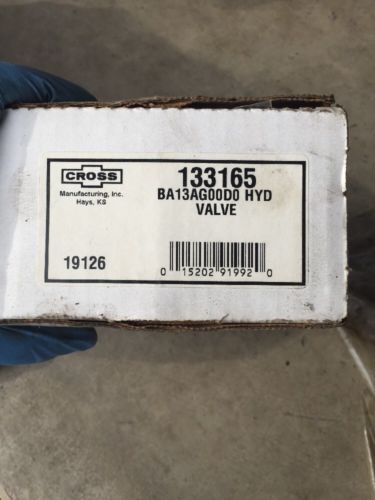 CROSS
Manufacturing, Inc.
Hays, KS
133165
BA13AG00D0 HYD
VALVE
19126
0 15202 91992 0